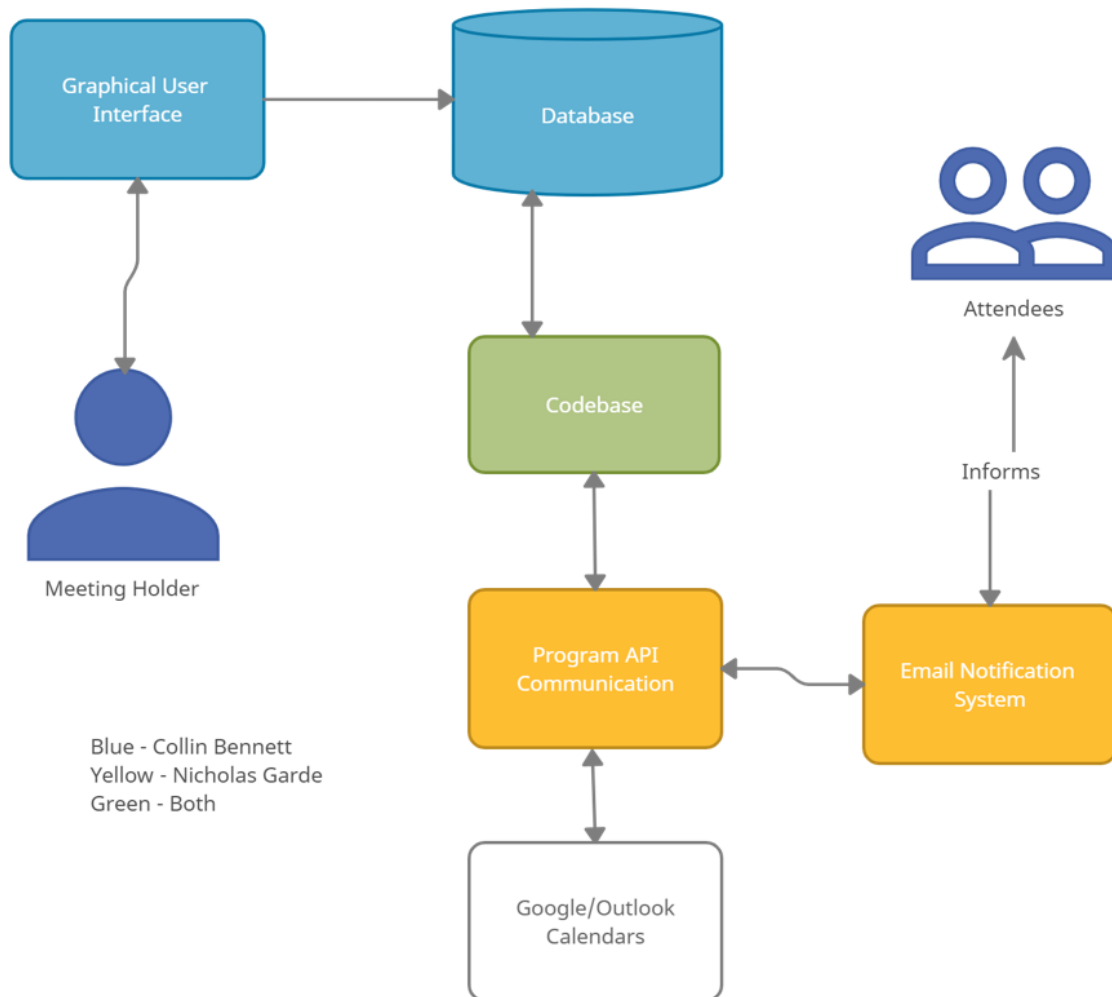 Graphical User
Interface
Database
Attendees
Codebase
Informs
Meeting Holder
Program API
Communication
Email Notification
System
Blue - Collin Bennett
Yellow - Nicholas Garde
Green - Both
Google/Outlook
Calendars